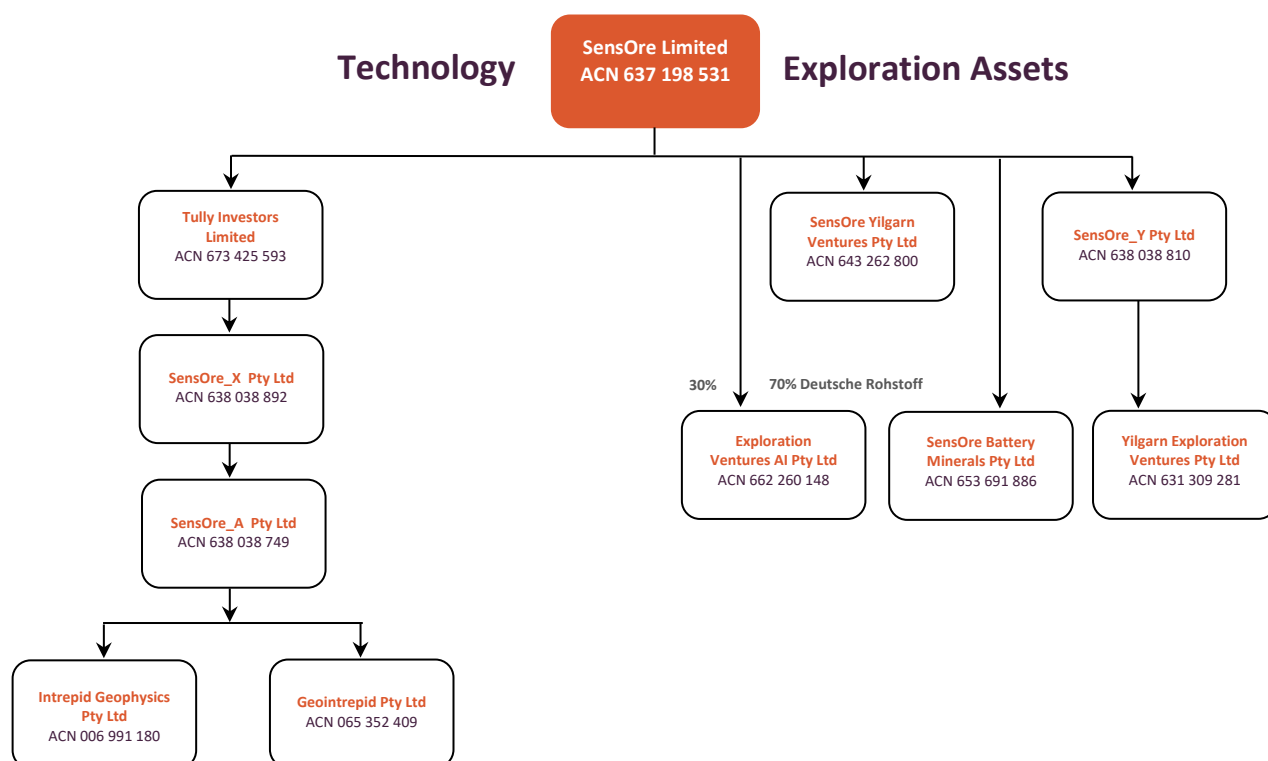 Technology
SensOre Limited
ACN 637 198 531
Exploration Assets
Tully Investors
Limited
ACN 673 425 593
SensOre Yilgarn
Ventures Pty Ltd
ACN 643 262 800
SensOre_Y Pty Ltd
ACN 638 038 810
SensOre_X Pty Ltd
ACN 638 038 892
30%
70% Deutsche Rohstoff
Exploration
Ventures AI Pty Ltd
ACN 662 260 148
SensOre Battery
Minerals Pty Ltd
ACN 653 691 886
Yilgarn Exploration
Ventures Pty Ltd
ACN 631 309 281
SensOre_A Pty Ltd
ACN 638 038 749
Intrepid Geophysics
Pty Ltd
ACN 006 991 180
Geointrepid Pty Ltd
ACN 065 352 409